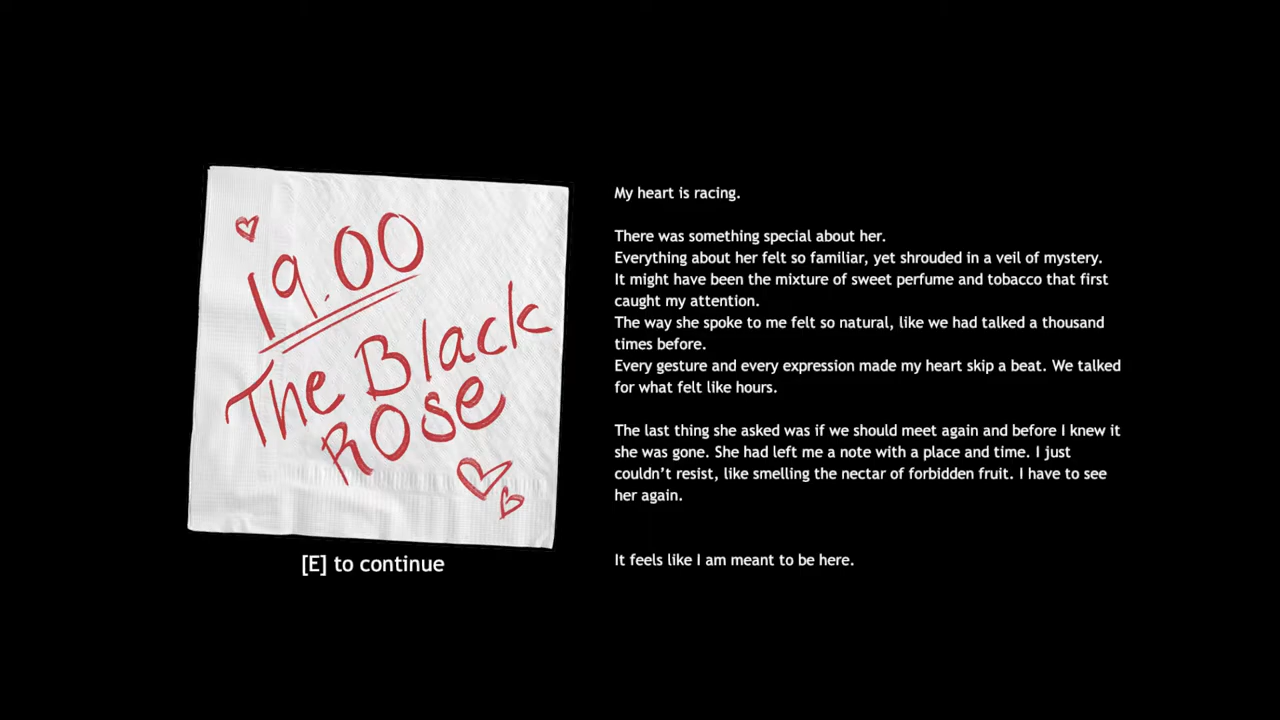 19.00
The Black
Rose
[E] to continue
My heart is racing.
There was something special about her.
Everything about her felt so familiar, yet shrouded in a veil of mystery.
It might have been the mixture of sweet perfume and tobacco that first
caught my attention.
The way she spoke to me felt so natural, like we had talked a thousand
times before.
Every gesture and every expression made my heart skip a beat. We talked
for what felt like hours.
The last thing she asked was if we should meet again and before I knew it
she was gone. She had left me a note with a place and time. I just
couldn't resist, like smelling the nectar of forbidden fruit. I have to see
her again.
It feels like I am meant to be here.